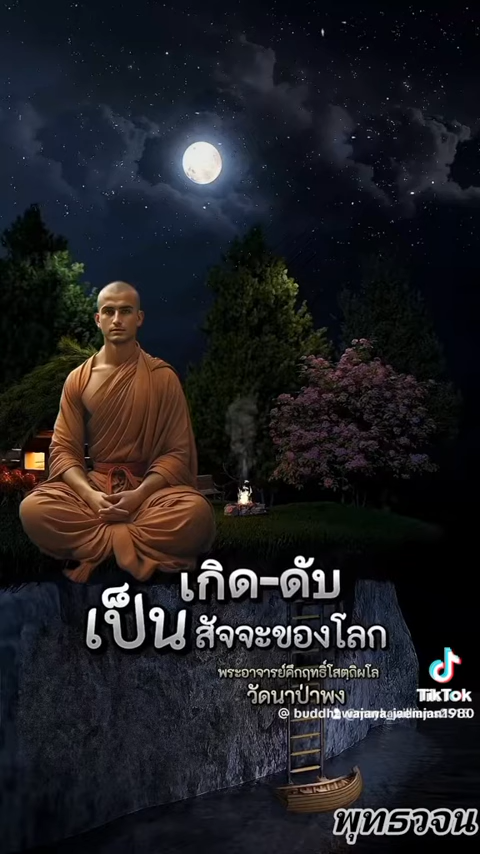 เกิด-ดับ
เป็น สัจจะของโลก
พระอาจารย์คึกฤทธิ์โสตฺถิผโล
วัดนาป่าพง
TikTok
พุทธวจน